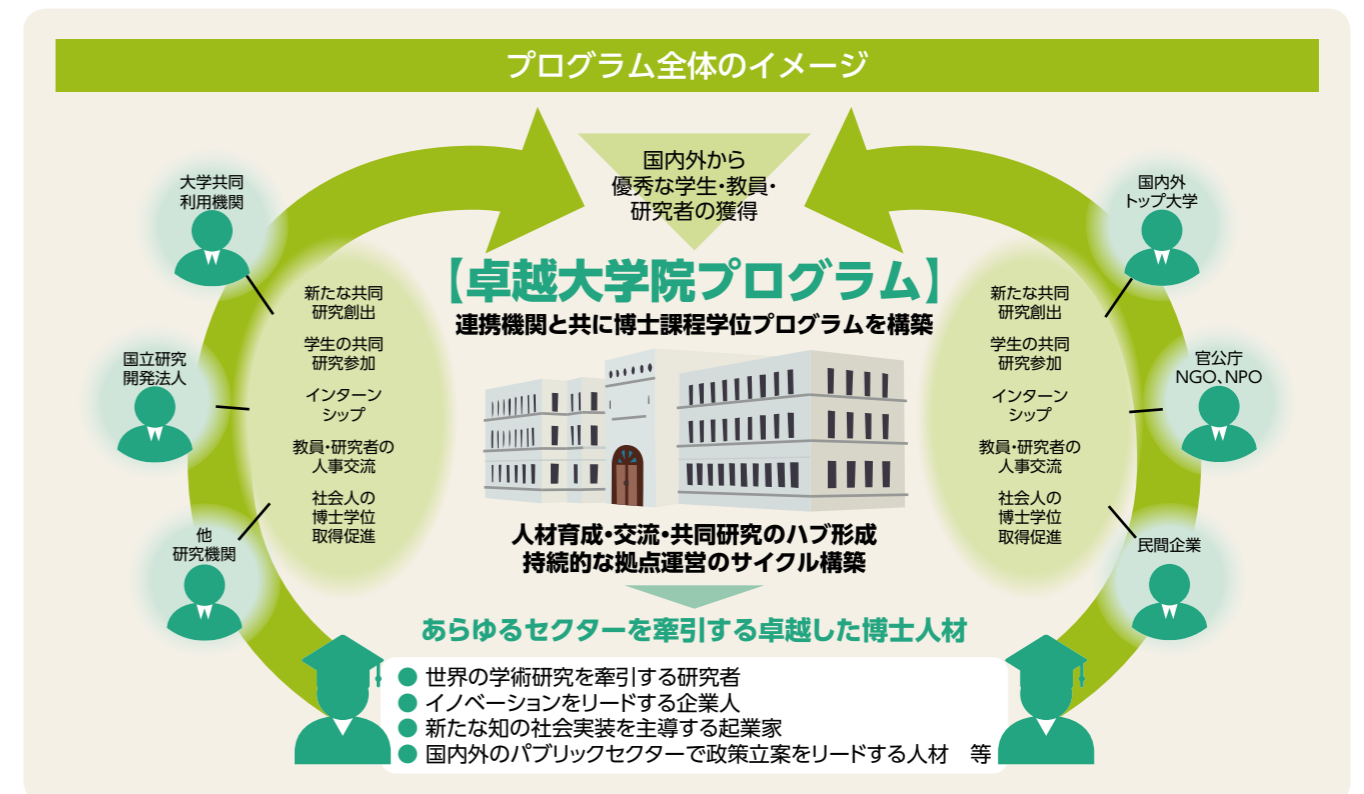 プログラム全体のイメージ
国内外から
優秀な学生・教員・
研究者の獲得
大学共同
利用機関
国立研究
開発法人
他
研究機関
新たな共同
研究創出
学生の共同
研究参加
インターン
シップ
教員・研究者の
人事交流
社会人の
博士学位
取得促進
【卓越大学院プログラム】
連携機関と共に博士課程学位プログラムを構築
人材育成・交流・共同研究のハブ形成
持続的な拠点運営のサイクル構築
新たな共同
研究創出
学生の共同
研究参加
インターン
シップ
教員・研究者の
人事交流
社会人の
博士学位
取得促進
国内外
トップ大学
官公庁
NGO、NPO
民間企業
あらゆるセクターを牽引する卓越した博士人材
● 世界の学術研究を牽引する研究者
● イノベーションをリードする企業人
● 新たな知の社会実装を主導する起業家
● 国内外のパブリックセクターで政策立案をリードする人材　等